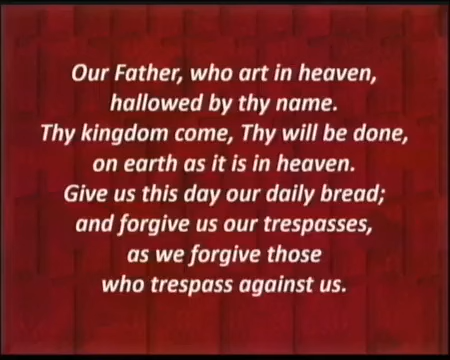 Our Father, who art in heaven,
hallowed by thy name.
Thy kingdom come, Thy will be done,
on earth as it is in heaven.
Give us this day our daily bread;
and forgive us our trespasses,
as we forgive those
who trespass against us.